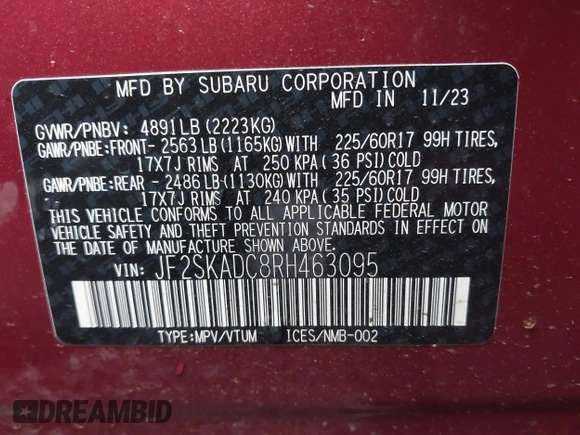 MFD BY SUBARU CORPORATION
MFD IN 11/23
GVWR/PNBV: 4891LB (2223KG)
GAWR/PNBE:FRONT- 2563 LB (1165KG) WITH 225/60R17 99H TIRES,
17X7J RIMS AT 250 KPA ( 36 PSI) COLD
GAWR/PNBE:REAR - 2486 LB (1130KG) WITH 225/60R17 99H TIRES,
17X7J RIMS AT 240 KPA ( 35 PSI) COLD
THIS VEHICLE CONFORMS TO ALL APPLICABLE FEDERAL MOTOR
VEHICLE SAFETY AND THEFT PREVENTION STANDARDS IN EFFECT
ON THE DATE OF MANUFACTURE SHOWN ABOVE.
VIN: JF2SKADC8RH463095
TYPE:MPV/VTUM ICES/NMB-002
DREAMBID